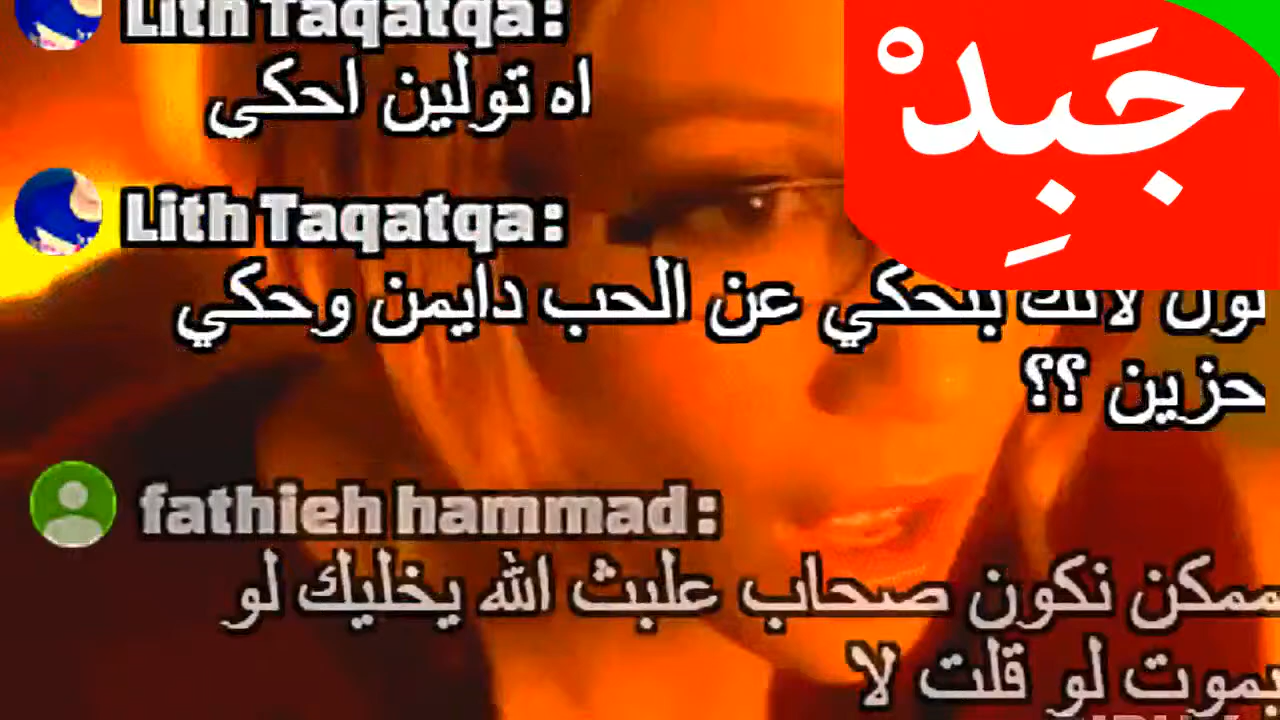 Lith Taqatqa:
اه تولين احكي
جَبِدْ
Lith Taqatqa:
لانك بتحكي عن الحب دايمن وحكي
حزين ؟؟
fathieh hammad:
ممكن نكون صحاب علبث الله يخليك لو
بموت لو قلت لا